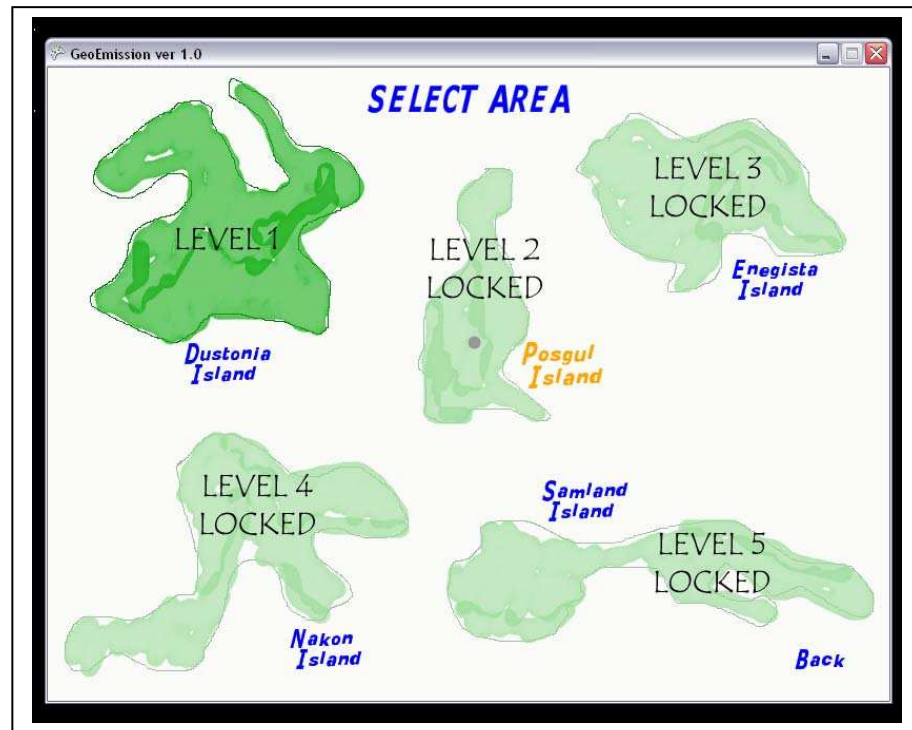 GeoEmission ver 1.0
SELECT AREA
LEVEL 1
Dustonia
Island
LEVEL 2
LOCKED
Posgul
Island
LEVEL 3
LOCKED
Enegista
Island
LEVEL 4
LOCKED
Nakon
Island
Samland
Island
LEVEL 5
LOCKED
Back